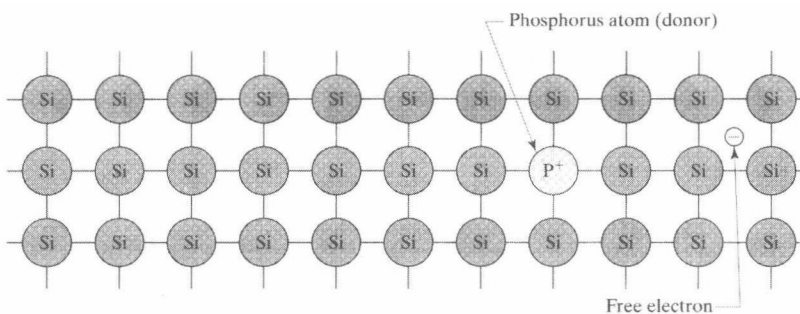 Phosphorus atom (donor)
Si Si Si Si Si Si Si Si Si Si Si
−
Si Si Si Si Si Si Si P⁺ Si Si Si
Si Si Si Si Si Si Si Si Si Si Si
Free electron